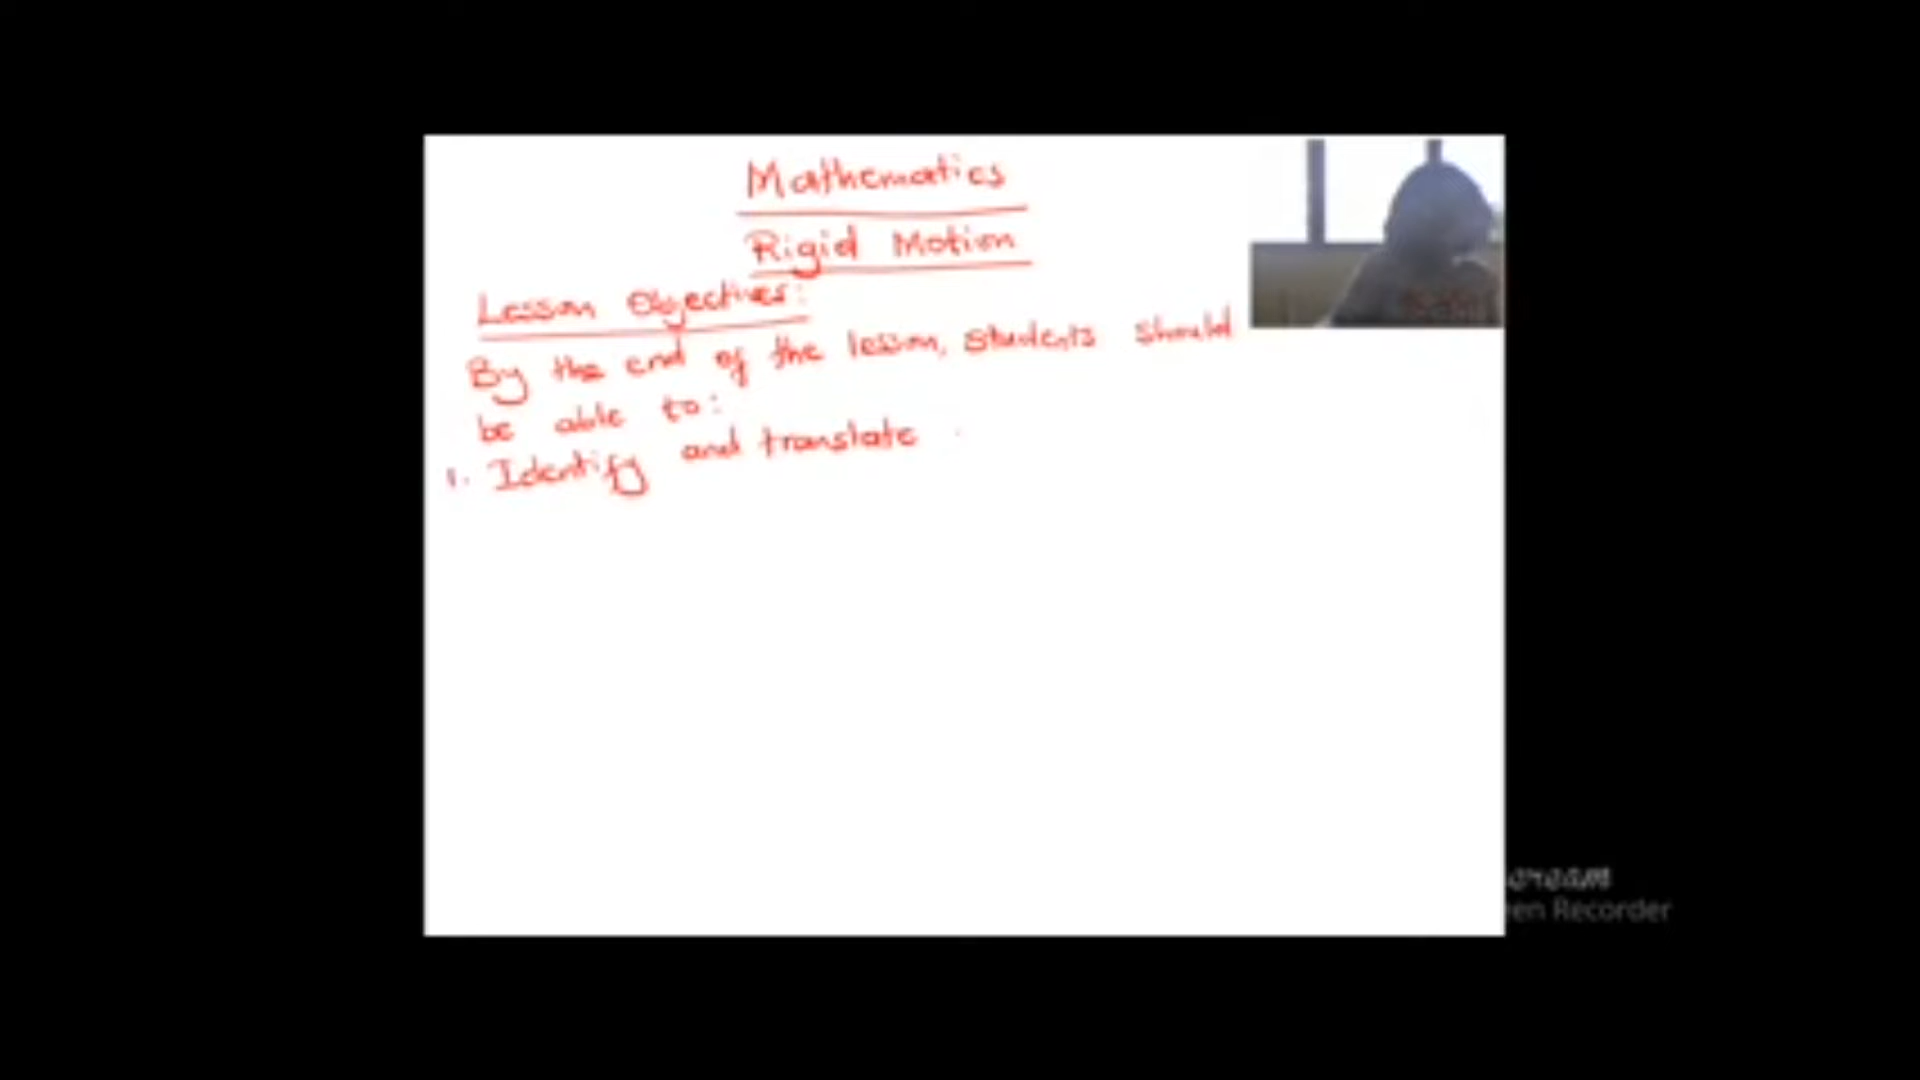 Mathematics
Rigid Motion
Lesson Objectives:
By the end of the lesson, students should
be able to:
1. Identify and translate
Recorder